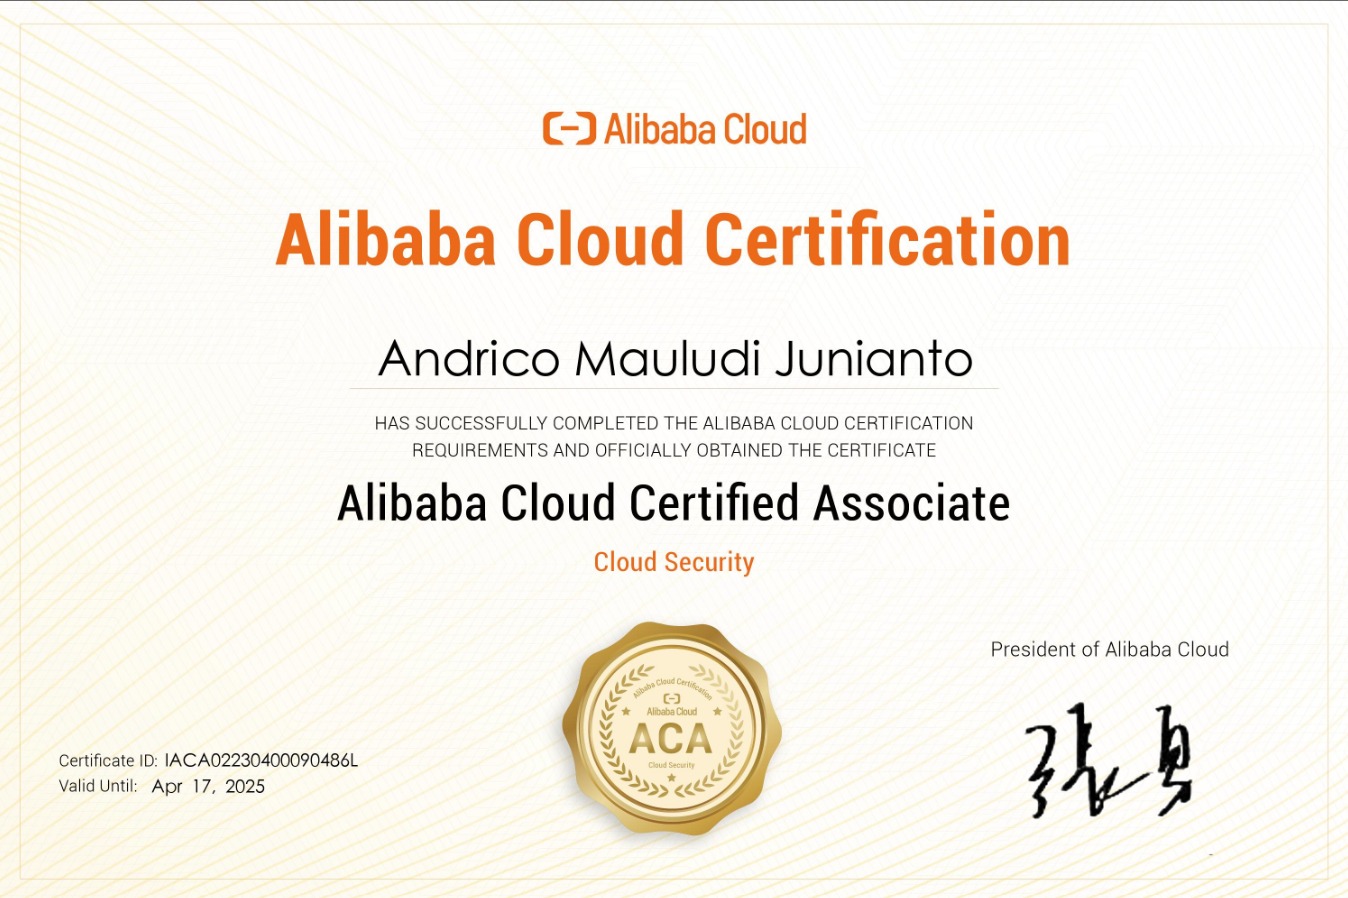 Alibaba Cloud
Alibaba Cloud Certification
Andrico Mauludi Junianto
HAS SUCCESSFULLY COMPLETED THE ALIBABA CLOUD CERTIFICATION
REQUIREMENTS AND OFFICIALLY OBTAINED THE CERTIFICATE
Alibaba Cloud Certified Associate
Cloud Security
Alibaba Cloud Certification
Alibaba Cloud
ACA
Cloud Security
President of Alibaba Cloud
Certificate ID: IACA02230400090486L
Valid Until: Apr 17, 2025